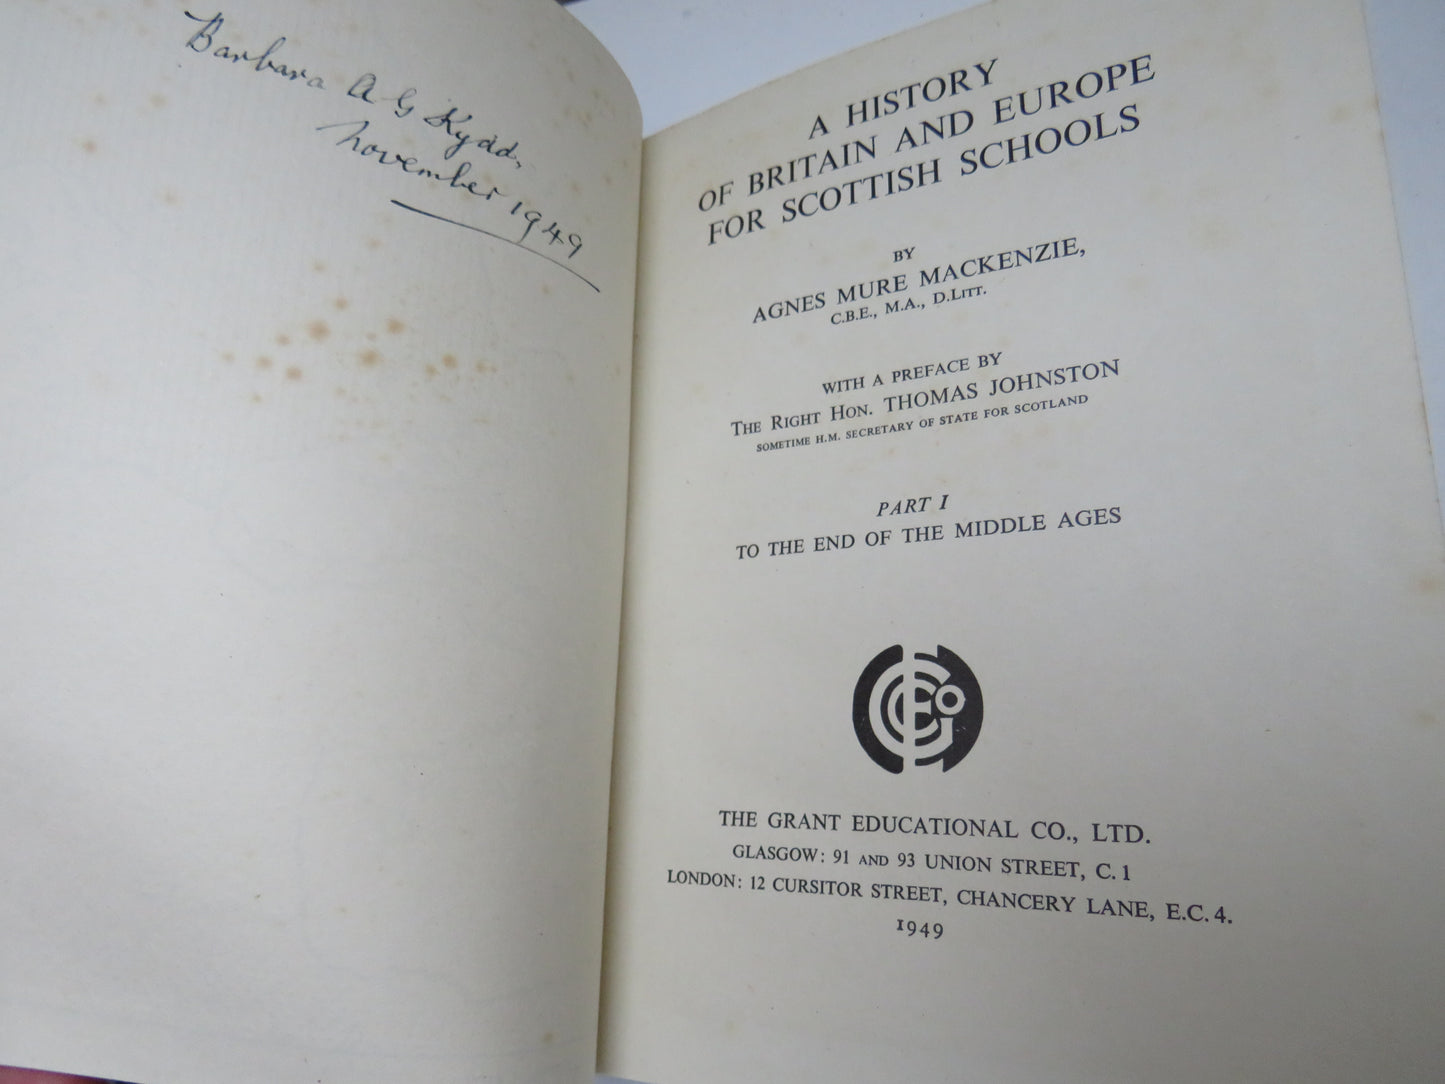 Barbara A G Kydd,
November 1949
A HISTORY
OF BRITAIN AND EUROPE
FOR SCOTTISH SCHOOLS
BY
AGNES MURE MACKENZIE,
C.B.E., M.A., D.LITT.
WITH A PREFACE BY
THE RIGHT HON. THOMAS JOHNSTON
SOMETIME H.M. SECRETARY OF STATE FOR SCOTLAND
PART I
TO THE END OF THE MIDDLE AGES
THE GRANT EDUCATIONAL CO., LTD.
GLASGOW: 91 AND 93 UNION STREET, C. 1
LONDON: 12 CURSITOR STREET, CHANCERY LANE, E.C. 4.
1949